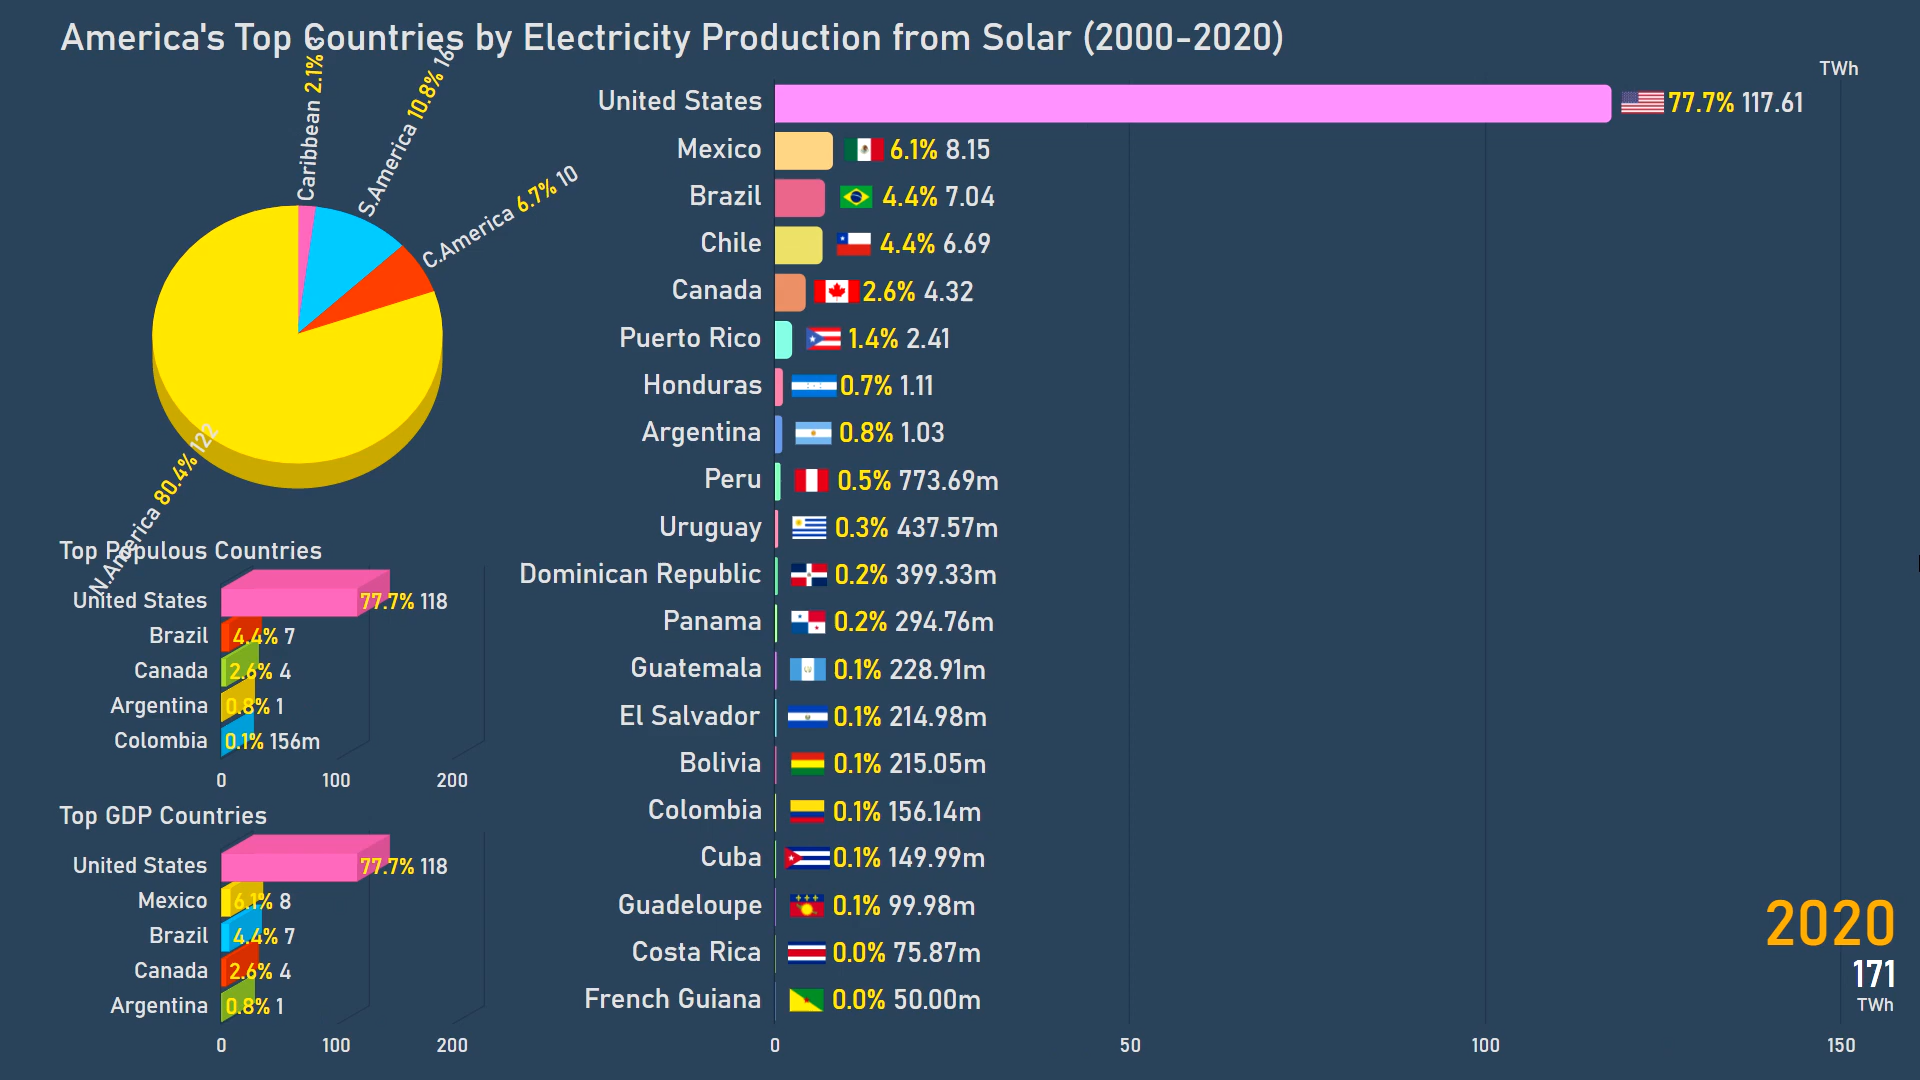 America's Top Countries by Electricity Production from Solar (2000-2020)
TWh
Caribbean 2.1% 3
S.America 10.8% 16
C.America 6.7% 10
N.America 80.4% 122
United States 77.7% 117.61
Mexico 6.1% 8.15
Brazil 4.4% 7.04
Chile 4.4% 6.69
Canada 2.6% 4.32
Puerto Rico 1.4% 2.41
Honduras 0.7% 1.11
Argentina 0.8% 1.03
Peru 0.5% 773.69m
Uruguay 0.3% 437.57m
Dominican Republic 0.2% 399.33m
Panama 0.2% 294.76m
Guatemala 0.1% 228.91m
El Salvador 0.1% 214.98m
Bolivia 0.1% 215.05m
Colombia 0.1% 156.14m
Cuba 0.1% 149.99m
Guadeloupe 0.1% 99.98m
Costa Rica 0.0% 75.87m
French Guiana 0.0% 50.00m
0 50 100 150
Top Populous Countries
United States 77.7% 118
Brazil 4.4% 7
Canada 2.6% 4
Argentina 0.8% 1
Colombia 0.1% 156m
0 100 200
Top GDP Countries
United States 77.7% 118
Mexico 6.1% 8
Brazil 4.4% 7
Canada 2.6% 4
Argentina 0.8% 1
0 100 200
2020
171
TWh